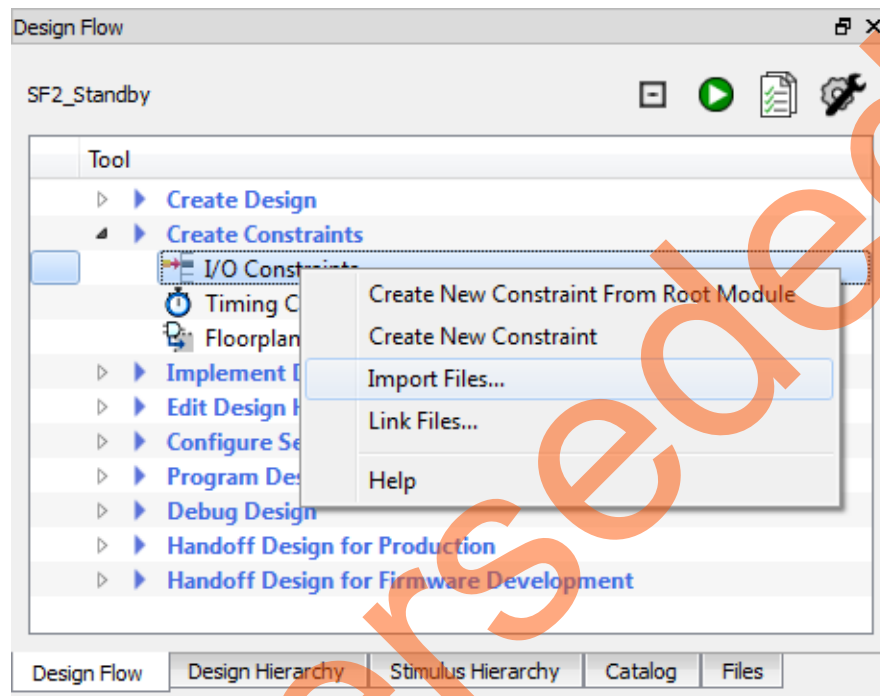 Design Flow
SF2_Standby
Tool
Create Design
Create Constraints
I/O Constraints
Timing C
Floorplan
Implement D
Edit Design H
Configure Se
Program Des
Debug Design
Handoff Design for Production
Handoff Design for Firmware Development
Create New Constraint From Root Module
Create New Constraint
Import Files...
Link Files...
Help
Design Flow
Design Hierarchy
Stimulus Hierarchy
Catalog
Files
ersede